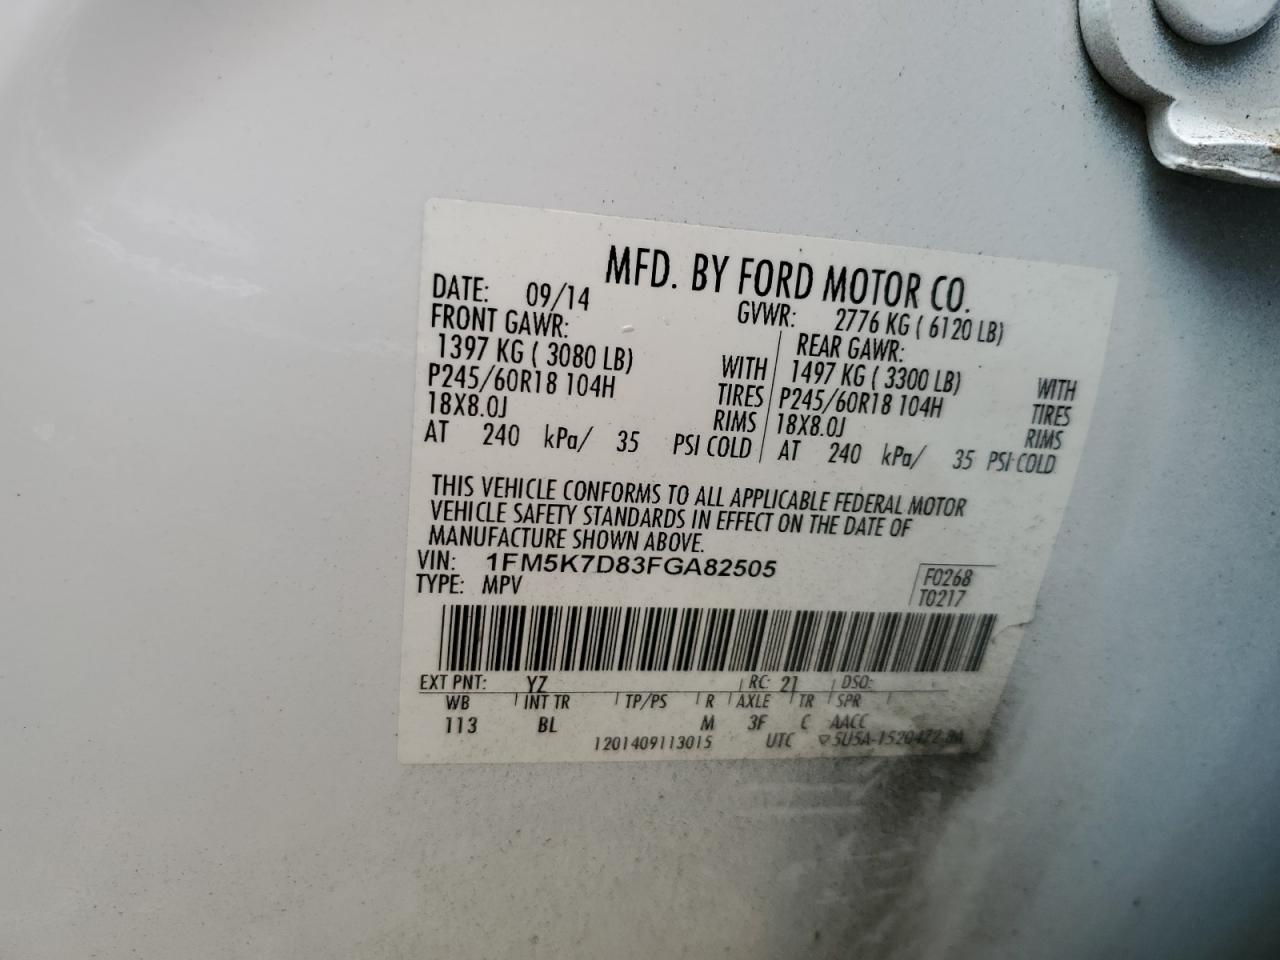 MFD. BY FORD MOTOR CO.
DATE: 09/14 GVWR: 2776 KG ( 6120 LB)
FRONT GAWR: REAR GAWR:
1397 KG ( 3080 LB) WITH 1497 KG ( 3300 LB) WITH
P245/60R18 104H TIRES P245/60R18 104H TIRES
18X8.0J RIMS 18X8.0J RIMS
AT 240 kPa/ 35 PSI COLD AT 240 kPa/ 35 PSI COLD
THIS VEHICLE CONFORMS TO ALL APPLICABLE FEDERAL MOTOR
VEHICLE SAFETY STANDARDS IN EFFECT ON THE DATE OF
MANUFACTURE SHOWN ABOVE.
VIN: 1FM5K7D83FGA82505
TYPE: MPV
F0268
T0217
EXT PNT: YZ RC: 21 DSO:
WB INT TR TP/PS R AXLE TR SPR
113 BL M 3F C AACC
1201409113015 UTC